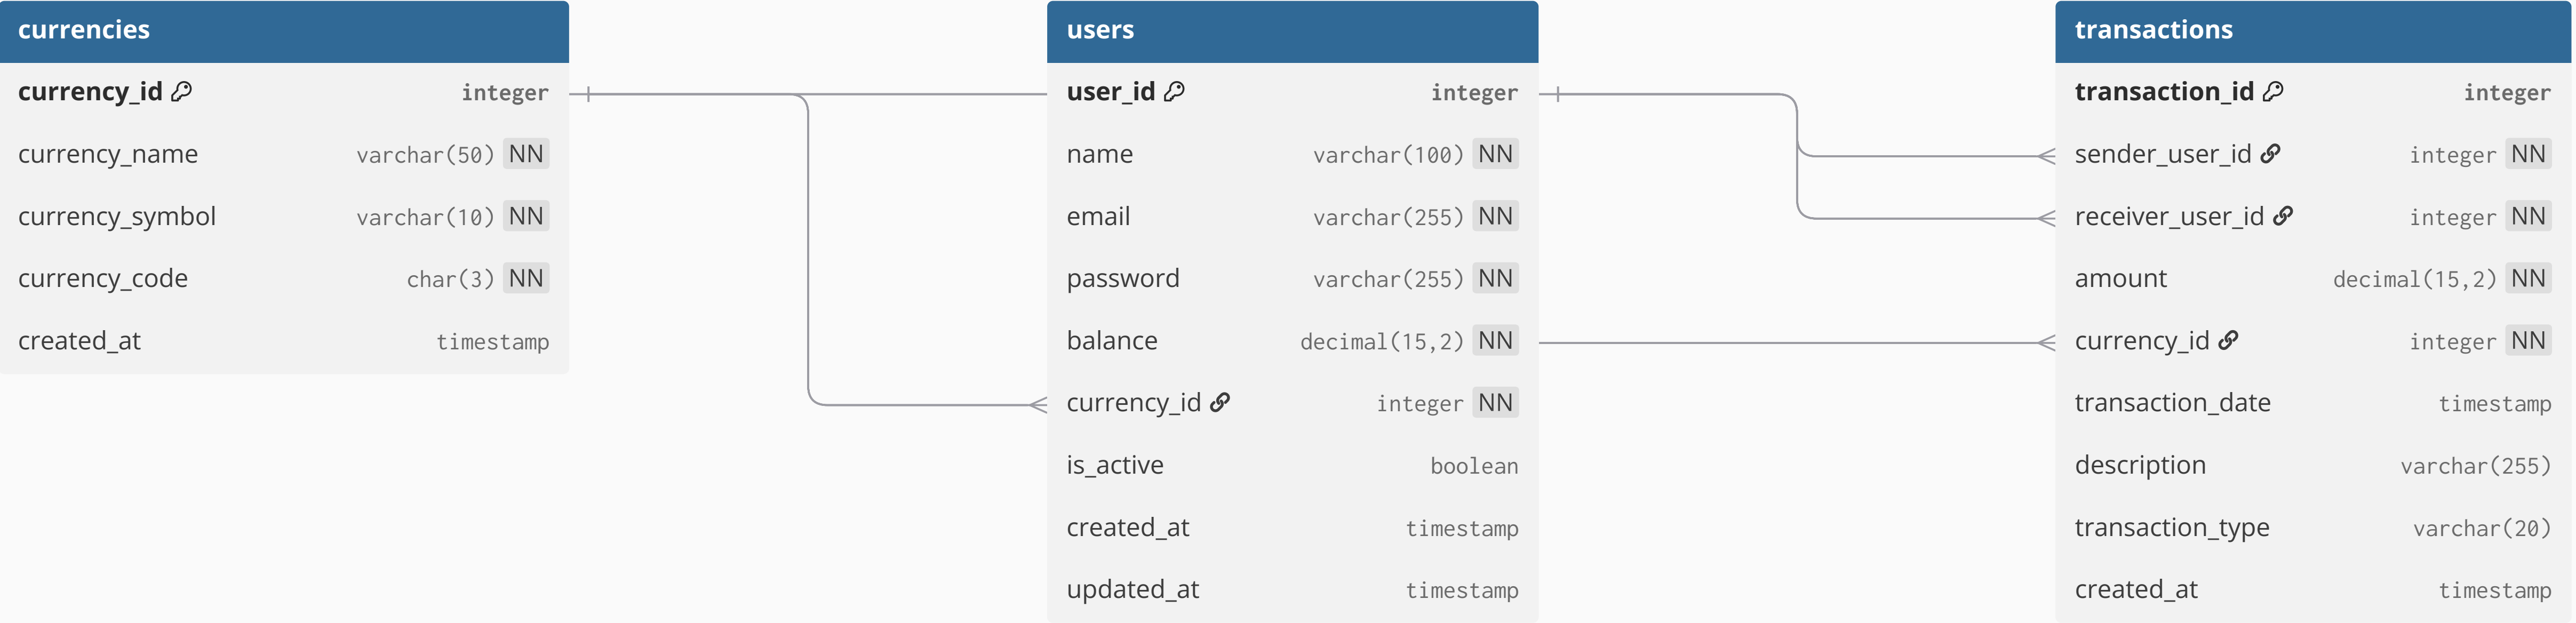 currencies
currency_id integer
currency_name varchar(50) NN
currency_symbol varchar(10) NN
currency_code char(3) NN
created_at timestamp
users
user_id integer
name varchar(100) NN
email varchar(255) NN
password varchar(255) NN
balance decimal(15,2) NN
currency_id integer NN
is_active boolean
created_at timestamp
updated_at timestamp
transactions
transaction_id integer
sender_user_id integer NN
receiver_user_id integer NN
amount decimal(15,2) NN
currency_id integer NN
transaction_date timestamp
description varchar(255)
transaction_type varchar(20)
created_at timestamp